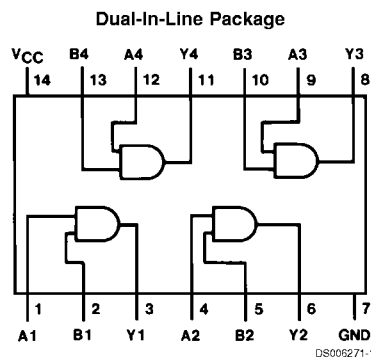 Dual-In-Line Package
VCC B4 A4 Y4 B3 A3 Y3
14 13 12 11 10 9 8
1 2 3 4 5 6 7
A1 B1 Y1 A2 B2 Y2 GND
DS006271-1